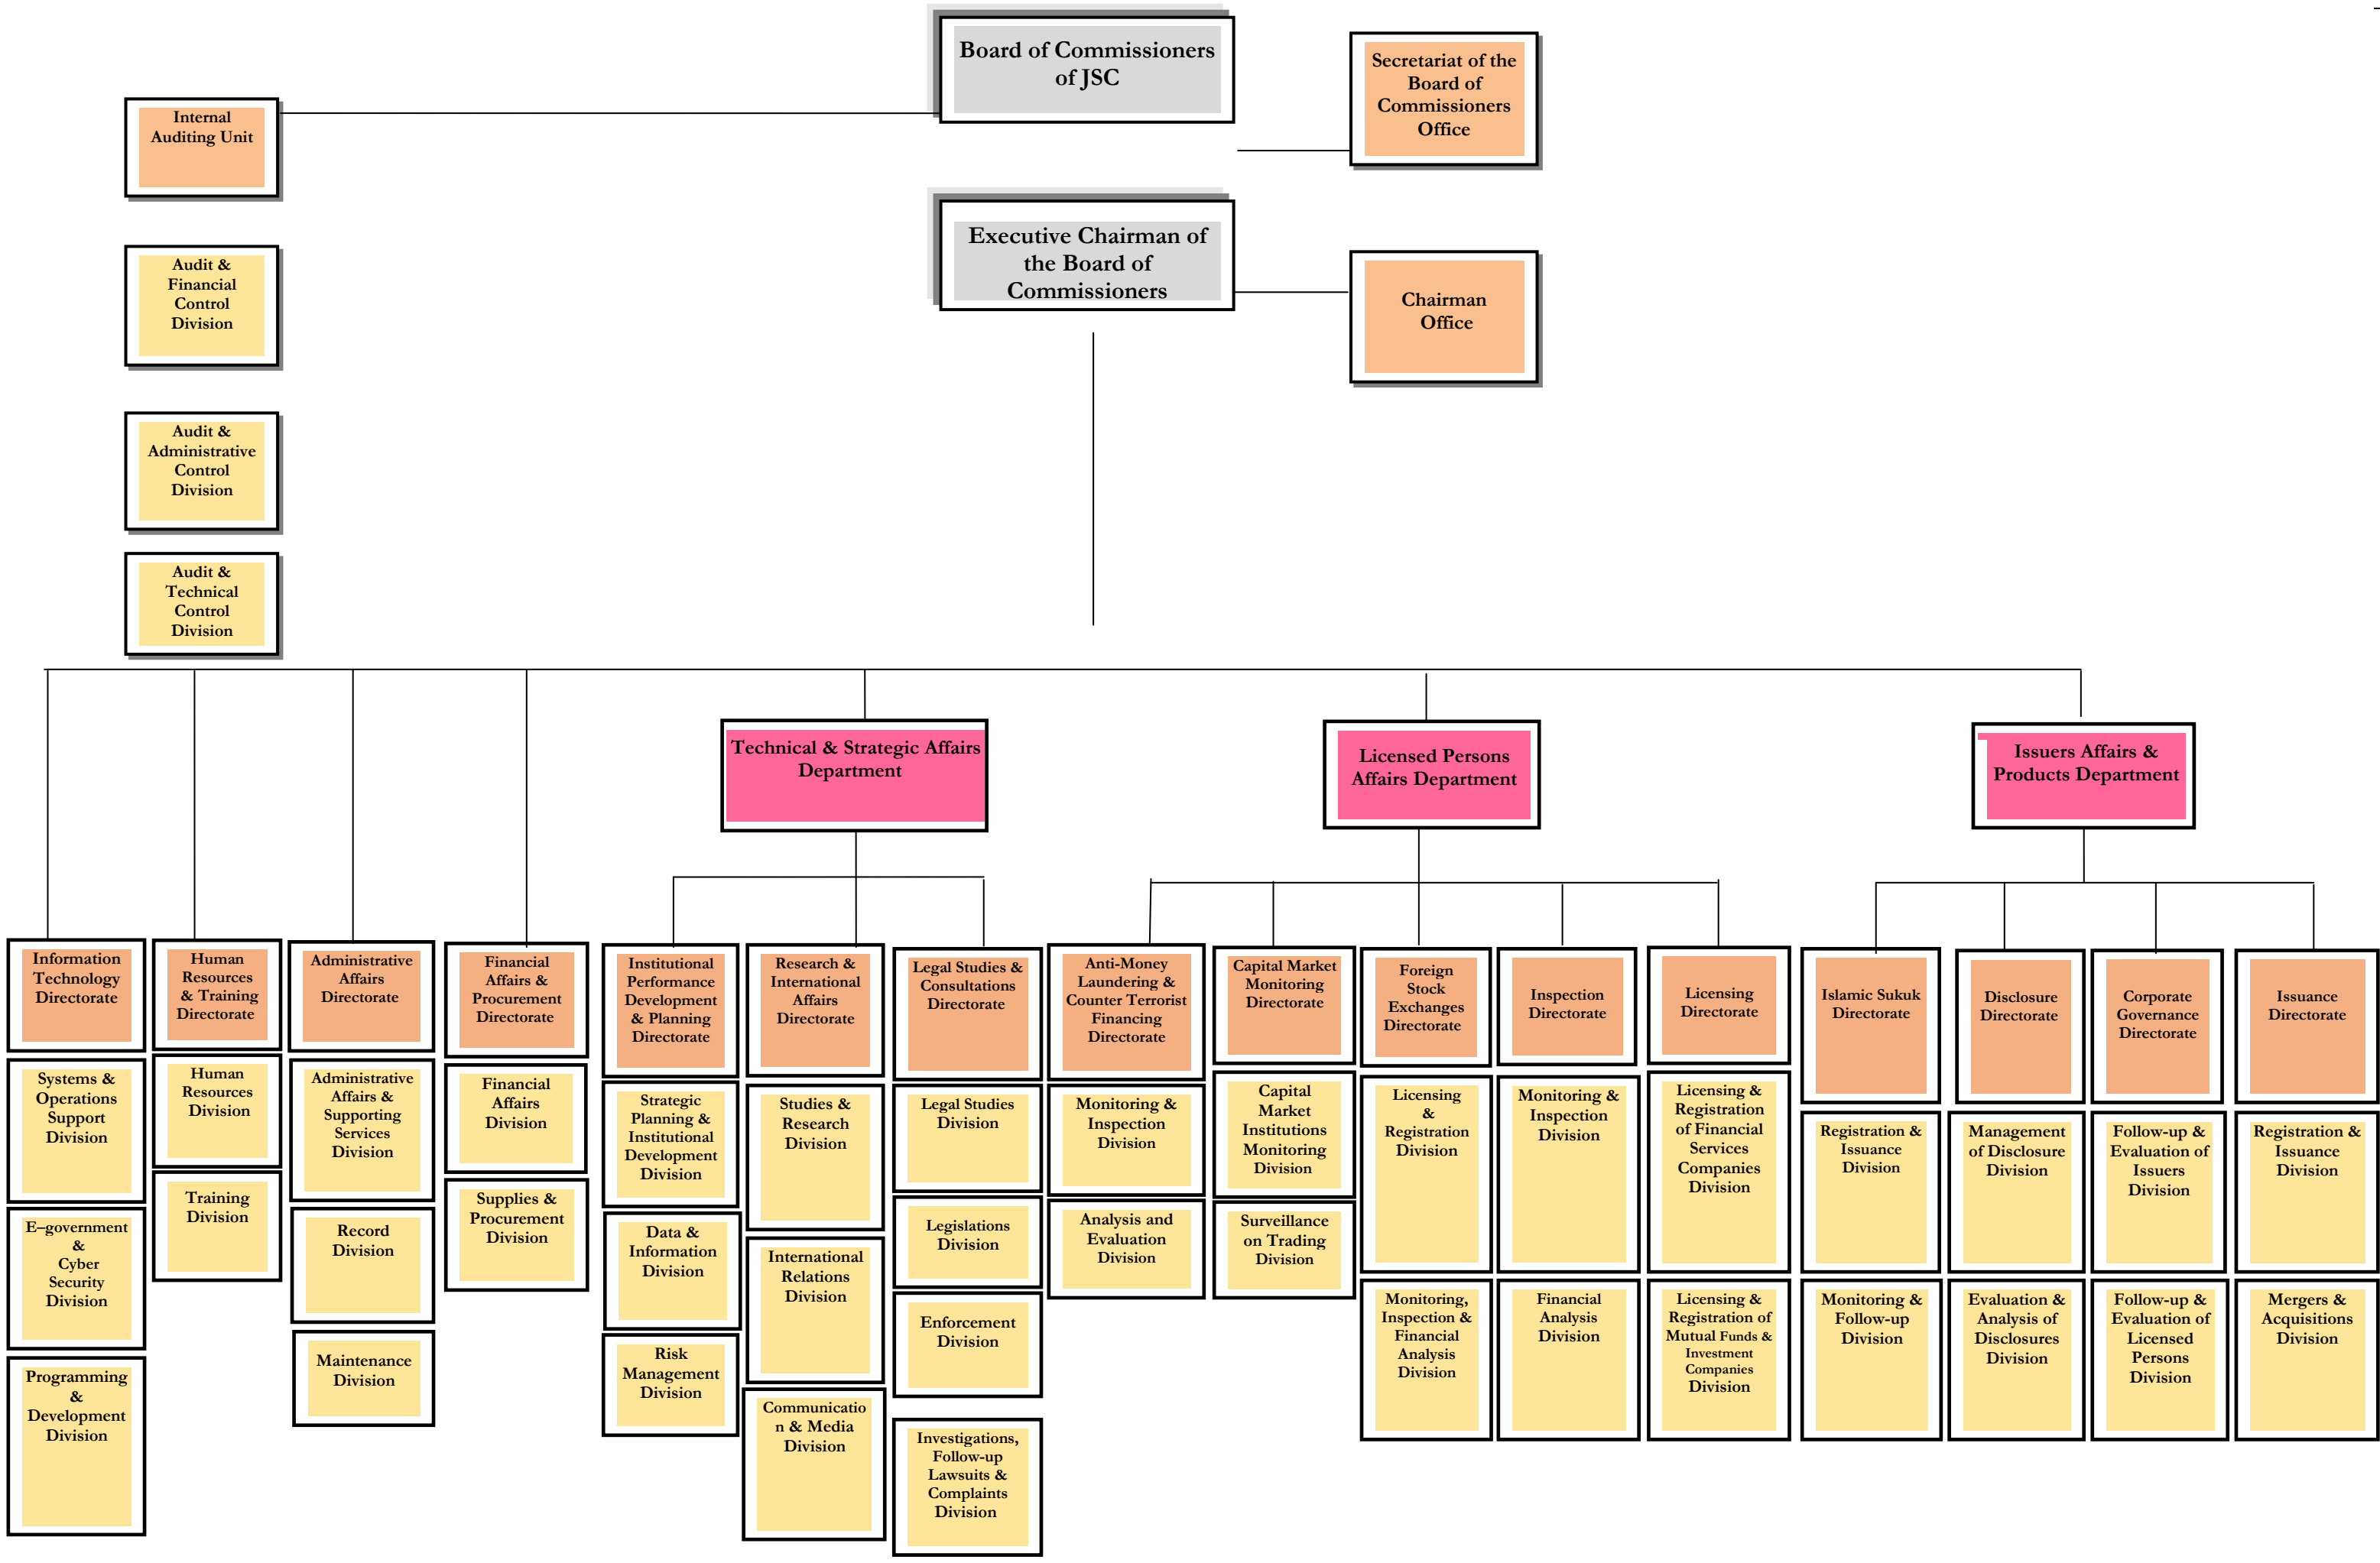 Board of Commissioners
of JSC
Secretariat of the
Board of
Commissioners
Office
Internal
Auditing Unit
Executive Chairman of
the Board of
Commissioners
Chairman
Office
Audit &
Financial
Control
Division
Audit &
Administrative
Control
Division
Audit &
Technical
Control
Division
Technical & Strategic Affairs
Department
Licensed Persons
Affairs Department
Issuers Affairs &
Products Department
Information
Technology
Directorate
Systems &
Operations
Support
Division
E–government
&
Cyber
Security
Division
Programming
&
Development
Division
Human
Resources
& Training
Directorate
Human
Resources
Division
Training
Division
Administrative
Affairs
Directorate
Administrative
Affairs &
Supporting
Services
Division
Record
Division
Maintenance
Division
Financial
Affairs &
Procurement
Directorate
Financial
Affairs
Division
Supplies &
Procurement
Division
Institutional
Performance
Development
& Planning
Directorate
Strategic
Planning &
Institutional
Development
Division
Data &
Information
Division
Risk
Management
Division
Research &
International
Affairs
Directorate
Studies &
Research
Division
International
Relations
Division
Communicatio
n & Media
Division
Legal Studies &
Consultations
Directorate
Legal Studies
Division
Legislations
Division
Enforcement
Division
Investigations,
Follow-up
Lawsuits &
Complaints
Division
Anti-Money
Laundering &
Counter Terrorist
Financing
Directorate
Monitoring &
Inspection
Division
Analysis and
Evaluation
Division
Capital Market
Monitoring
Directorate
Capital
Market
Institutions
Monitoring
Division
Surveillance
on Trading
Division
Foreign
Stock
Exchanges
Directorate
Licensing
&
Registration
Division
Monitoring,
Inspection &
Financial
Analysis
Division
Inspection
Directorate
Monitoring &
Inspection
Division
Financial
Analysis
Division
Licensing
Directorate
Licensing &
Registration
of Financial
Services
Companies
Division
Licensing &
Registration of
Mutual Funds &
Investment
Companies
Division
Islamic Sukuk
Directorate
Registration &
Issuance
Division
Monitoring &
Follow-up
Division
Disclosure
Directorate
Management
of Disclosure
Division
Evaluation &
Analysis of
Disclosures
Division
Corporate
Governance
Directorate
Follow-up &
Evaluation of
Issuers
Division
Follow-up &
Evaluation of
Licensed
Persons
Division
Issuance
Directorate
Registration &
Issuance
Division
Mergers &
Acquisitions
Division